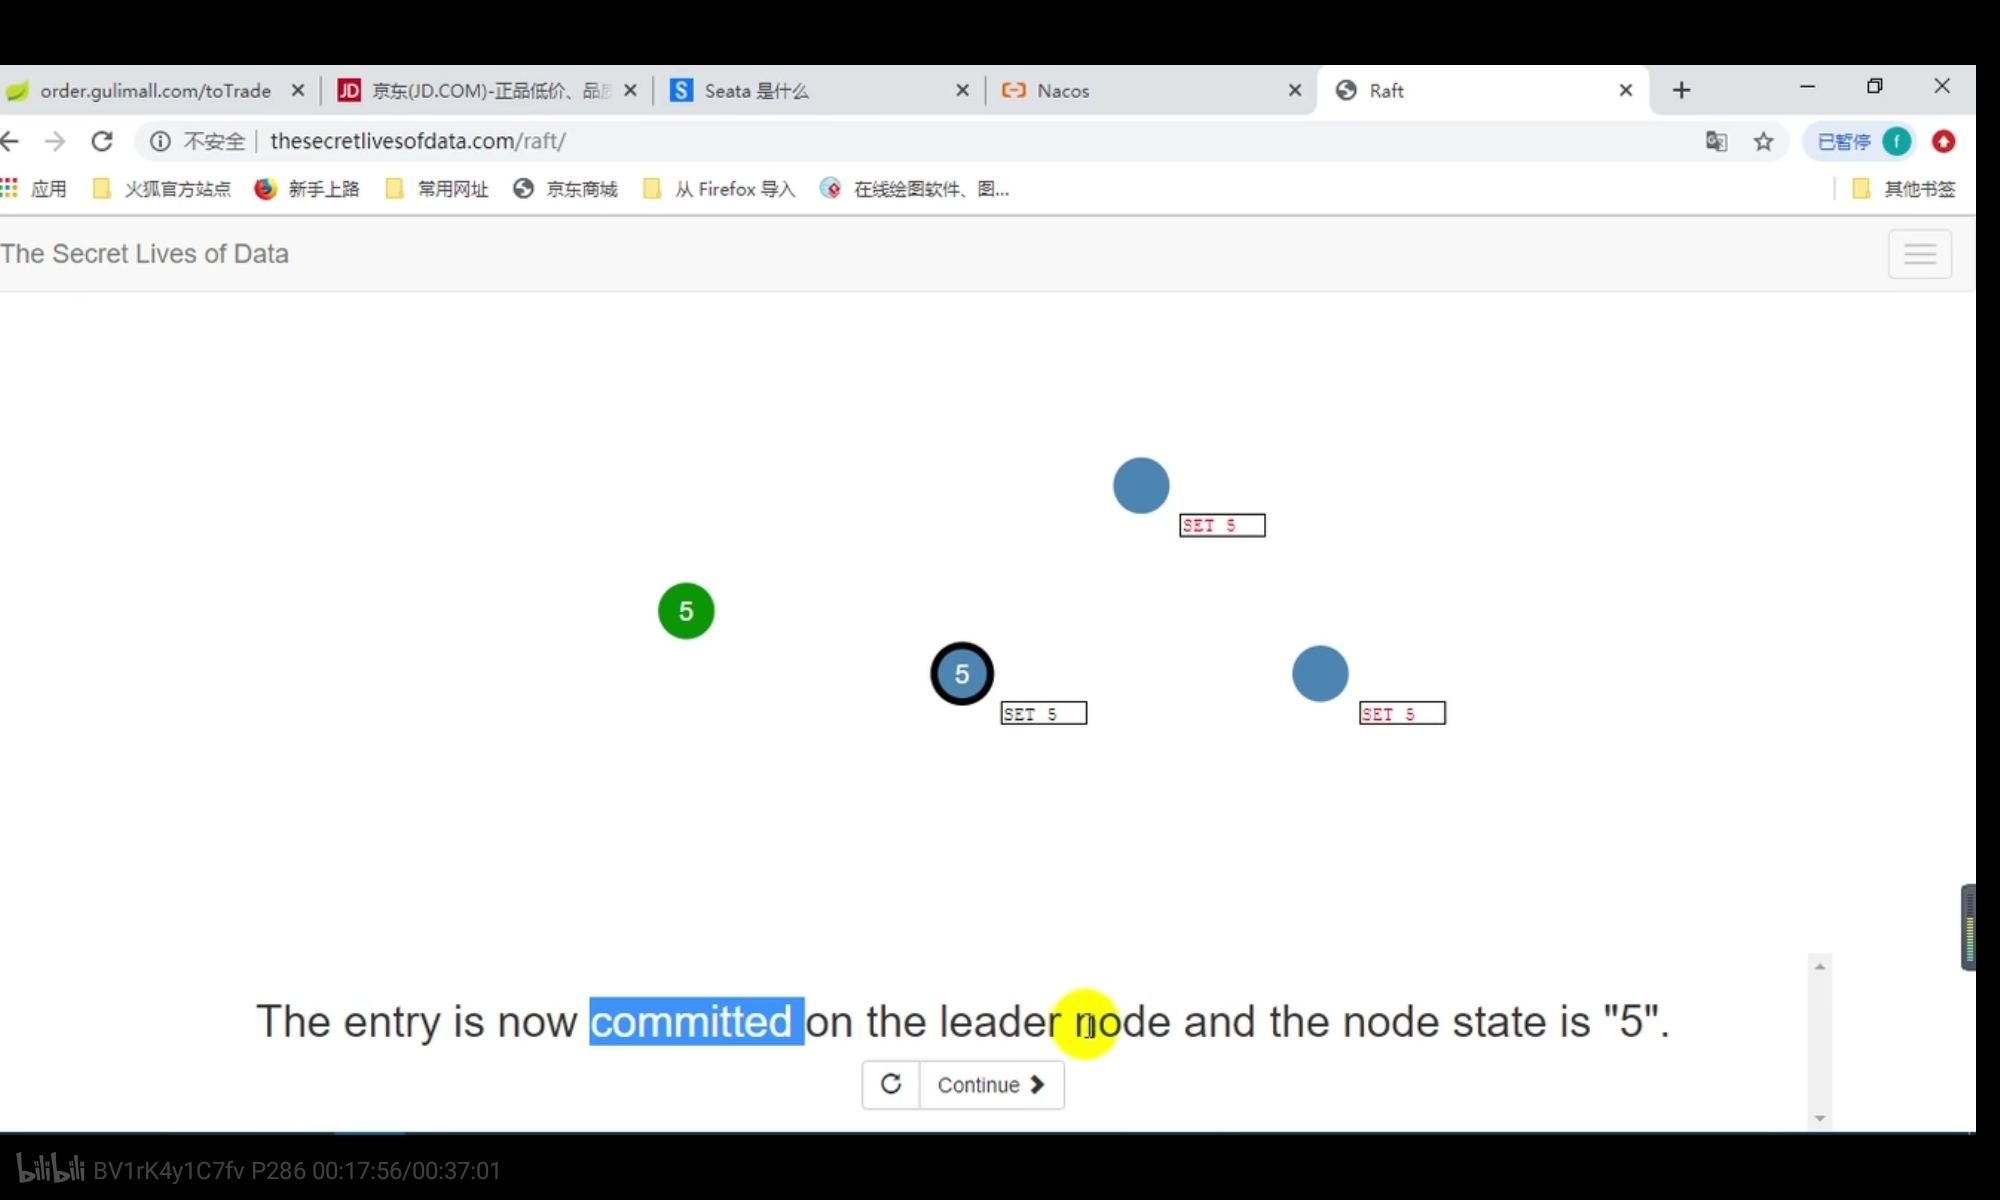 order.gulimall.com/toTrade
JD 京东(JD.COM)-正品低价、品
S Seata 是什么
Nacos
Raft
不安全 thesecretlivesofdata.com/raft/
已暂停 f
应用 火狐官方站点 新手上路 常用网址 京东商城 从 Firefox 导入 在线绘图软件、图... 其他书签
The Secret Lives of Data
SET 5
5
5
SET 5
SET 5
The entry is now committed on the leader node and the node state is "5".
Continue
bilibili BV1rK4y1C7fv P286 00:17:56/00:37:01